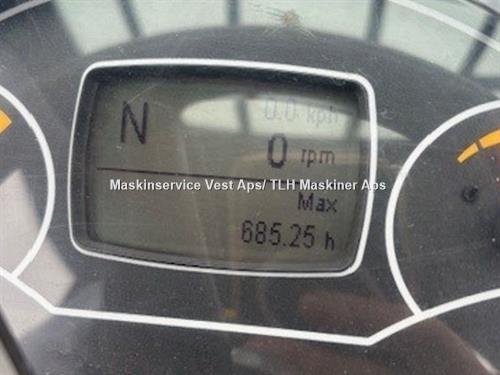 0.0 kph
N
0 rpm
Maskinservice Vest Aps/ TLH Maskiner Aps
Max
685.25 h